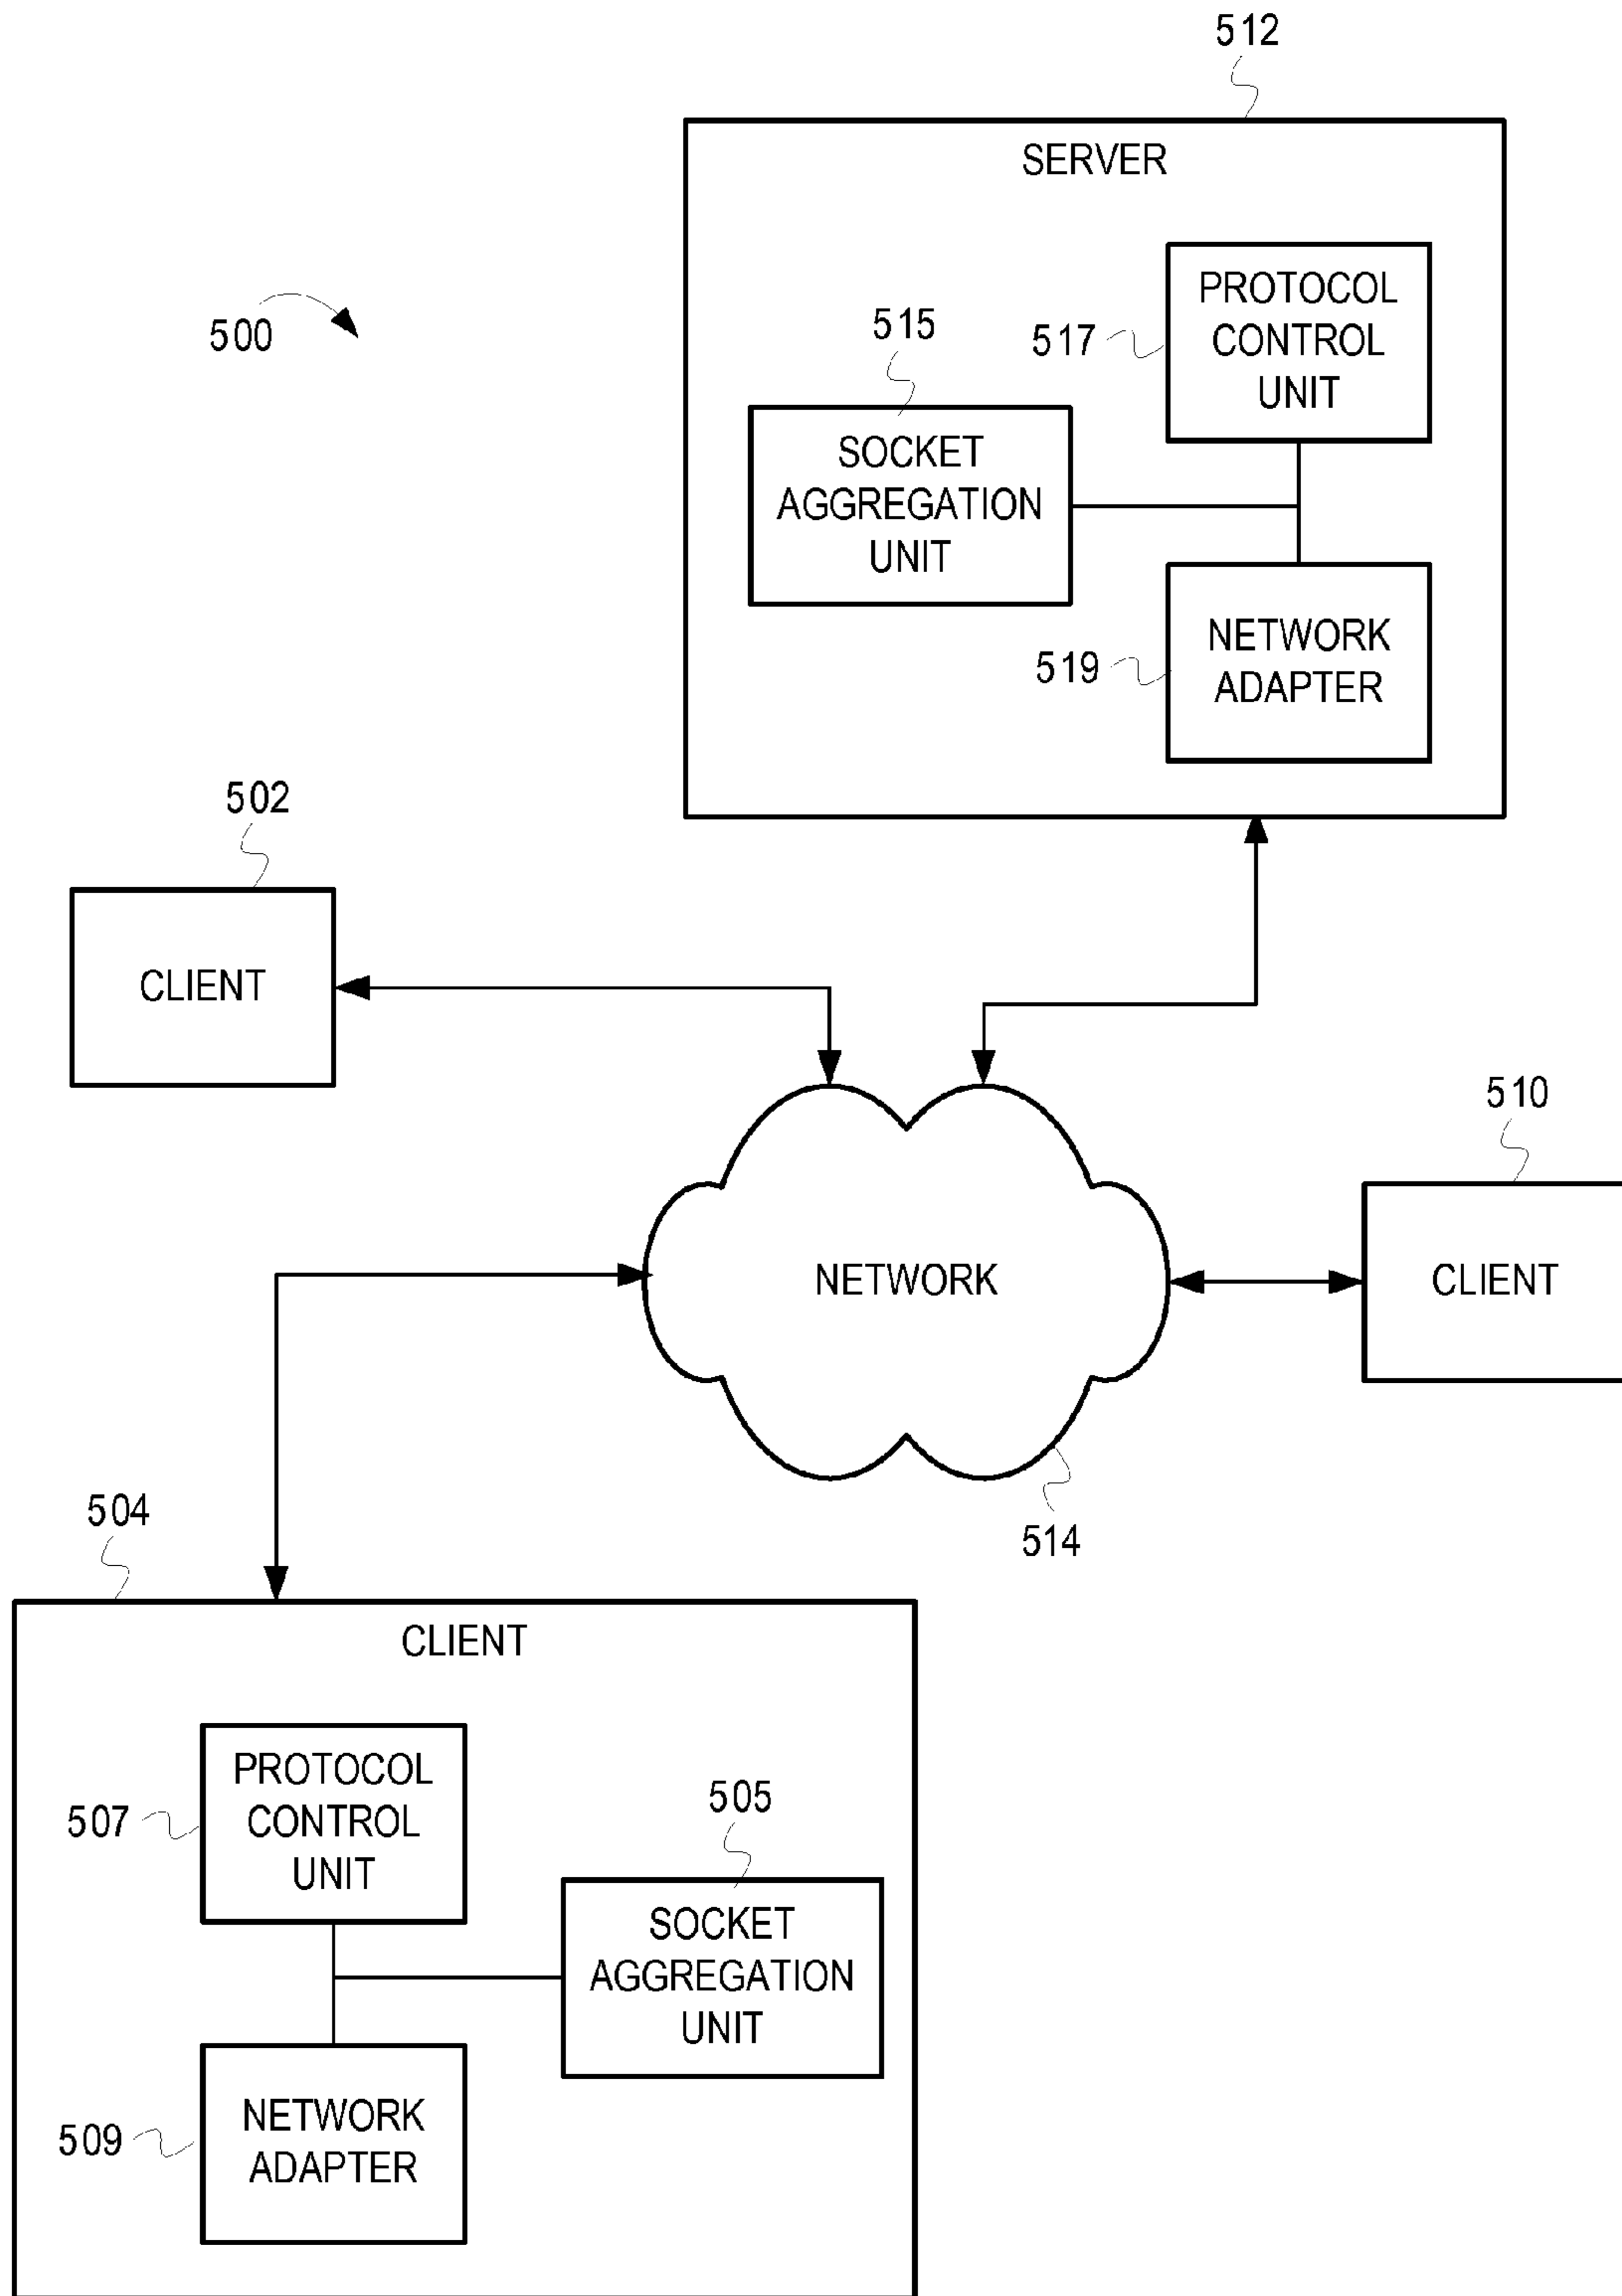 512
SERVER
500
PROTOCOL
CONTROL
UNIT
517
515
SOCKET
AGGREGATION
UNIT
NETWORK
ADAPTER
519
502
CLIENT
510
CLIENT
NETWORK
514
504
CLIENT
PROTOCOL
CONTROL
UNIT
507
505
SOCKET
AGGREGATION
UNIT
NETWORK
ADAPTER
509